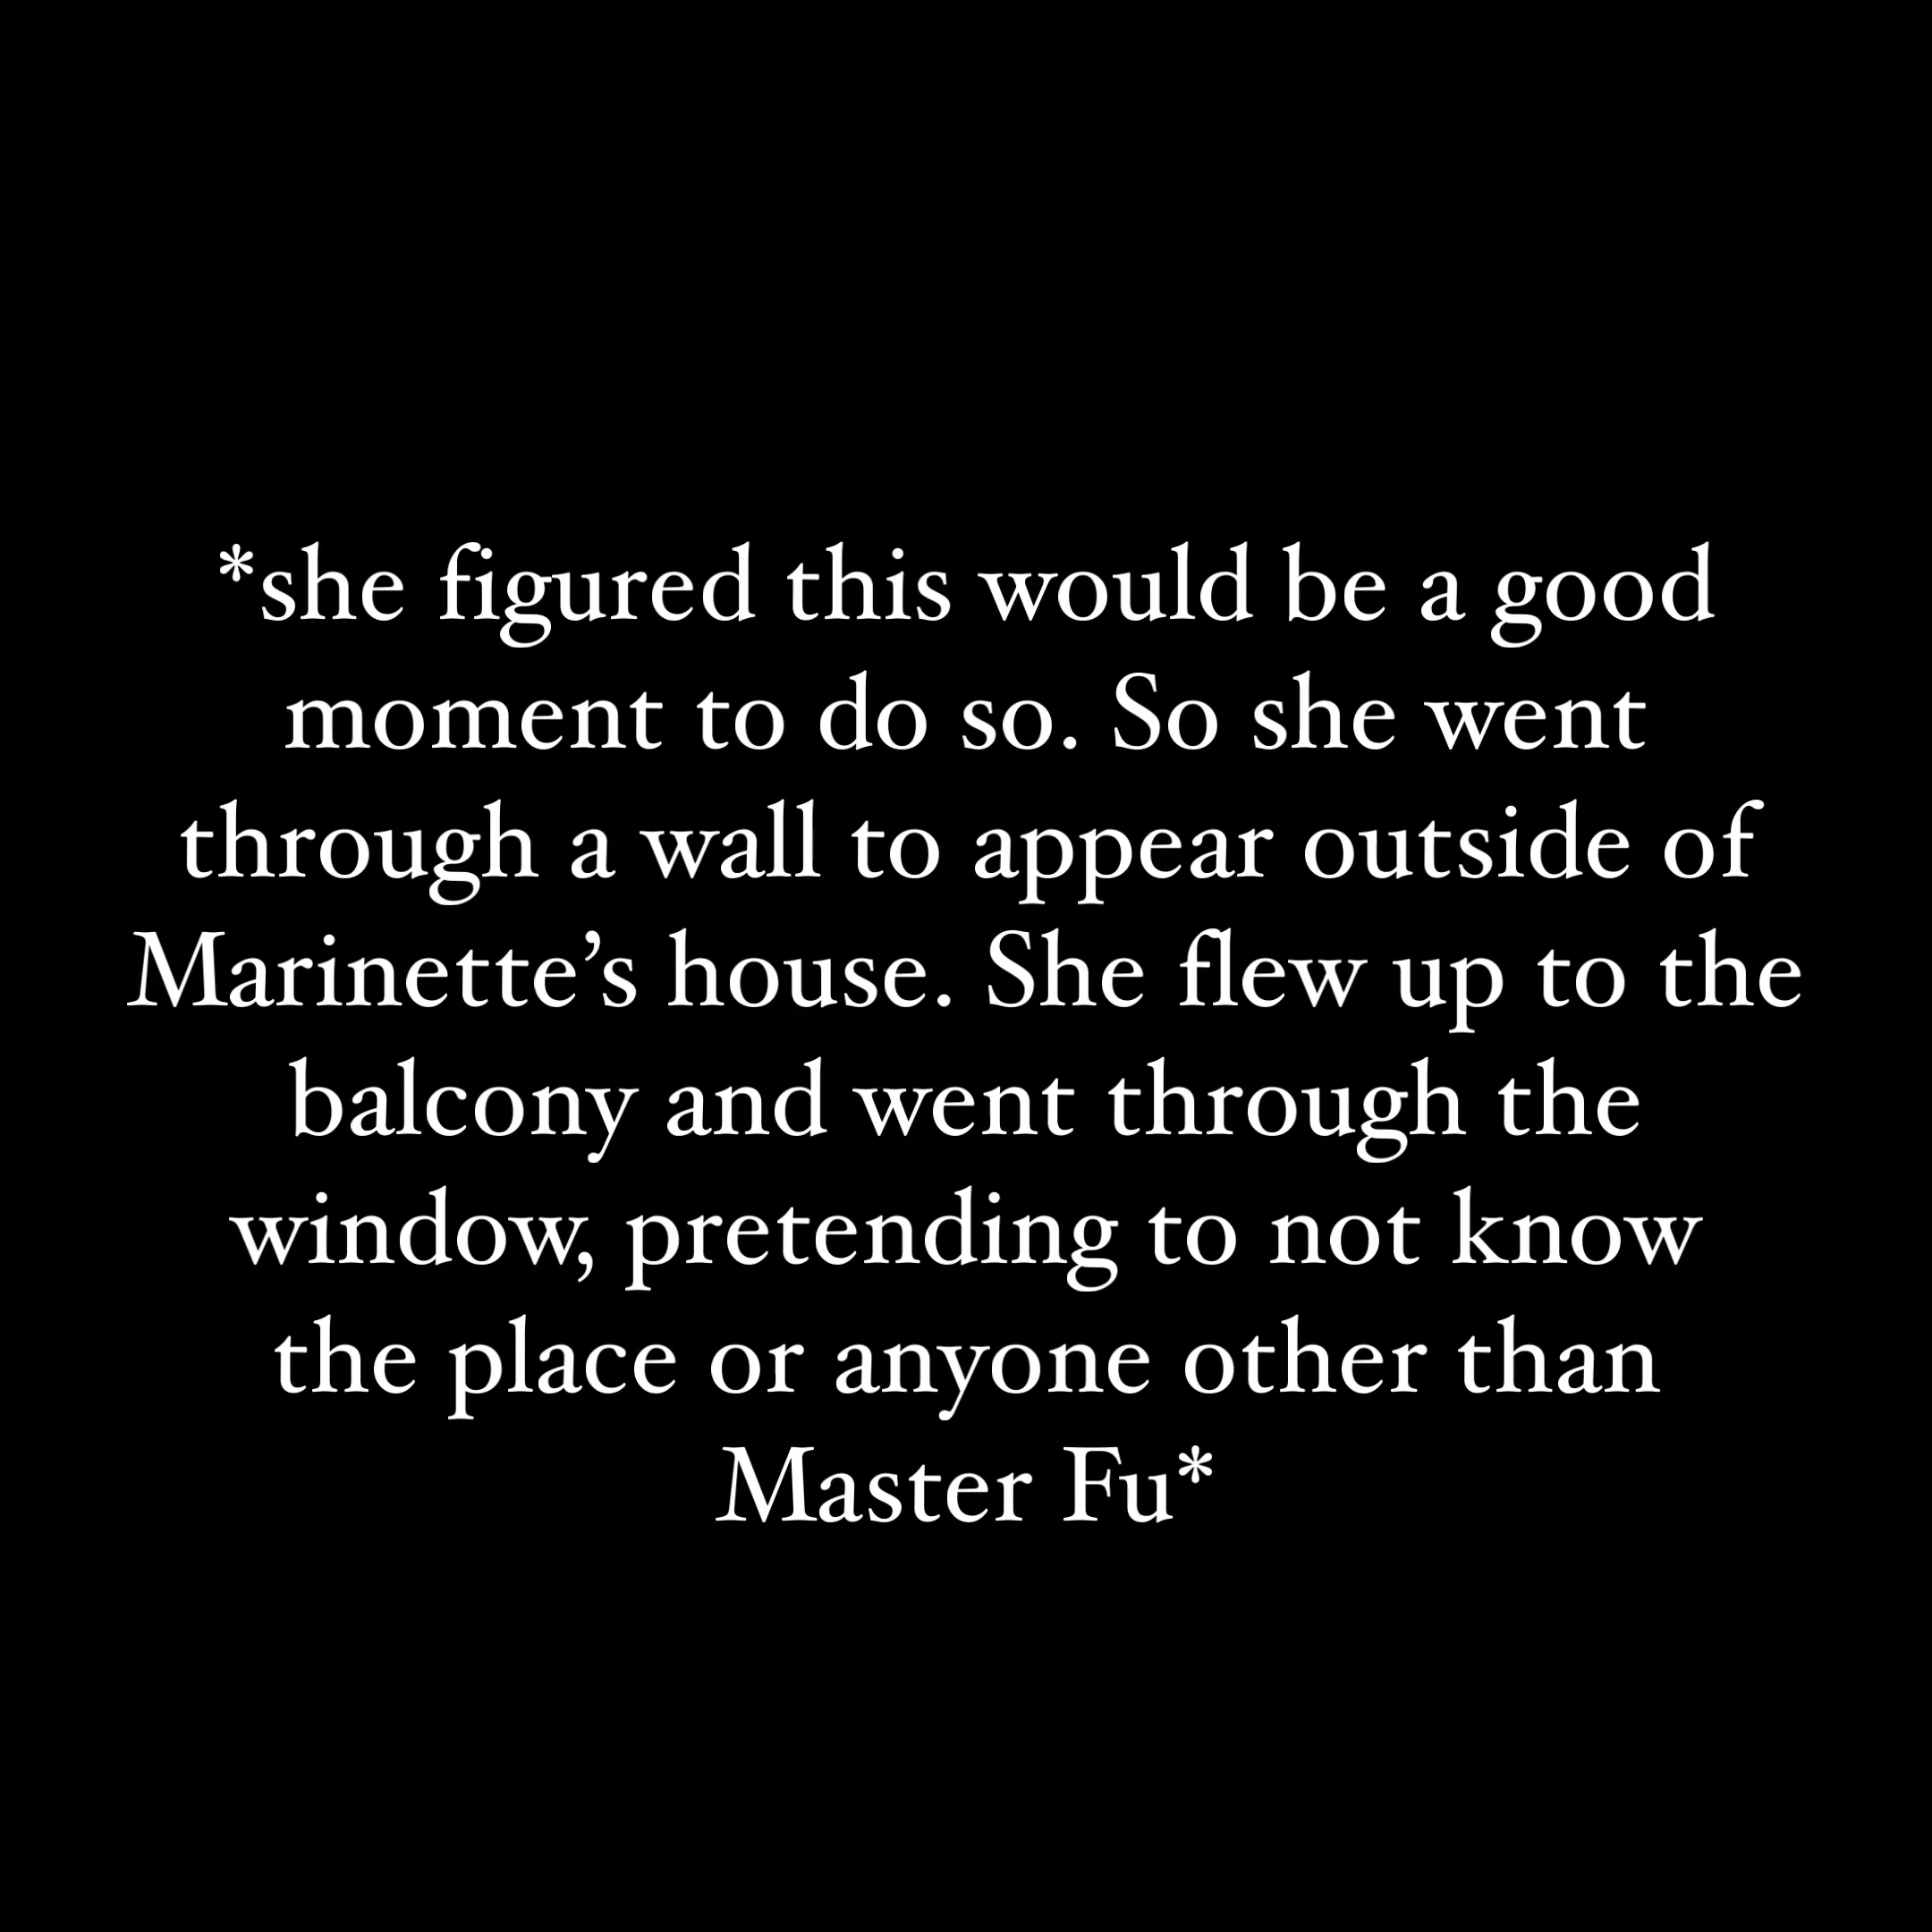 *she figured this would be a good
moment to do so. So she went
through a wall to appear outside of
Marinette’s house. She flew up to the
balcony and went through the
window, pretending to not know
the place or anyone other than
Master Fu*